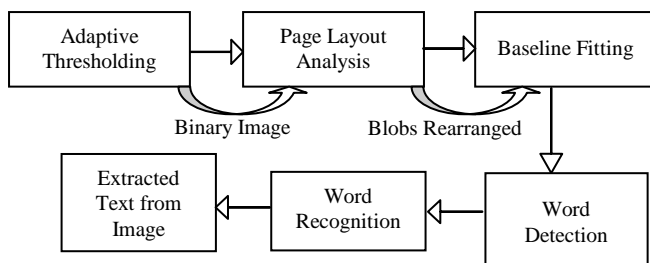 Adaptive
Thresholding
Page Layout
Analysis
Baseline Fitting
Binary Image
Blobs Rearranged
Extracted
Text from
Image
Word
Recognition
Word
Detection